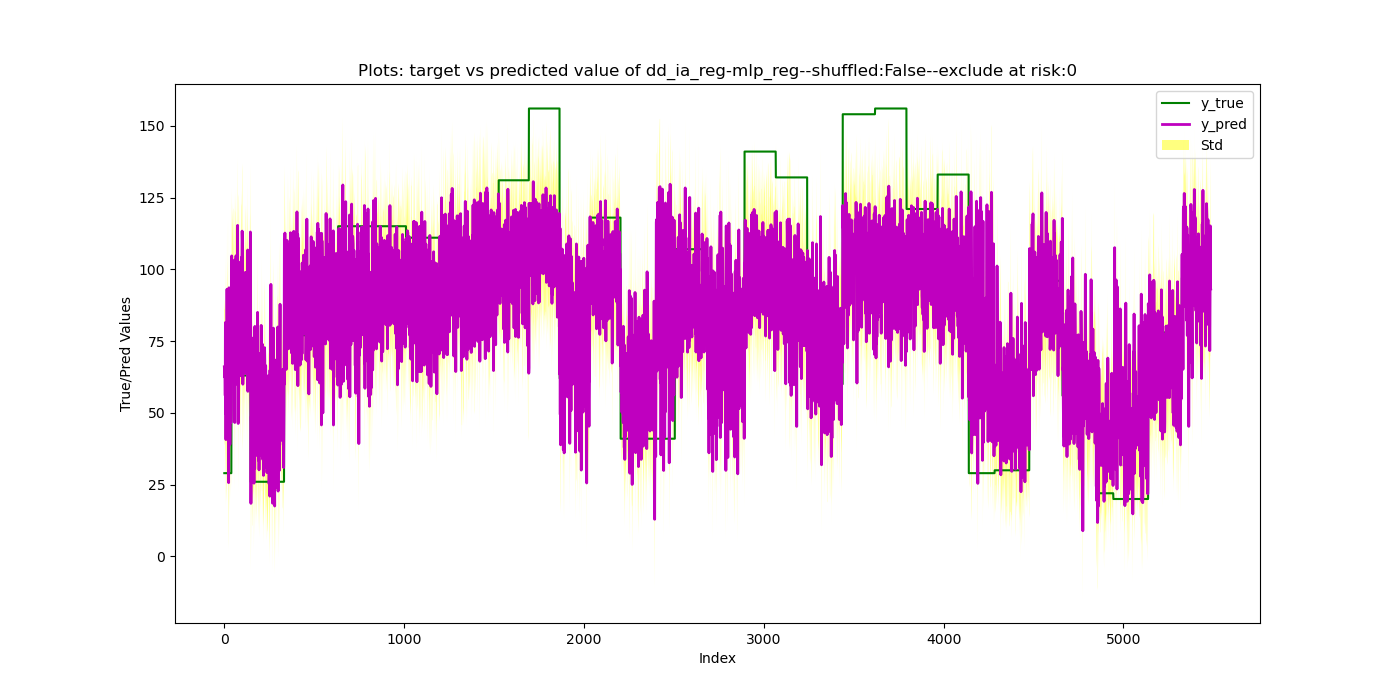 Plots: target vs predicted value of dd_ia_reg-mlp_reg--shuffled:False--exclude at risk:0
y_true
y_pred
Std
True/Pred Values
150
125
100
75
50
25
0
0 1000 2000 3000 4000 5000
Index